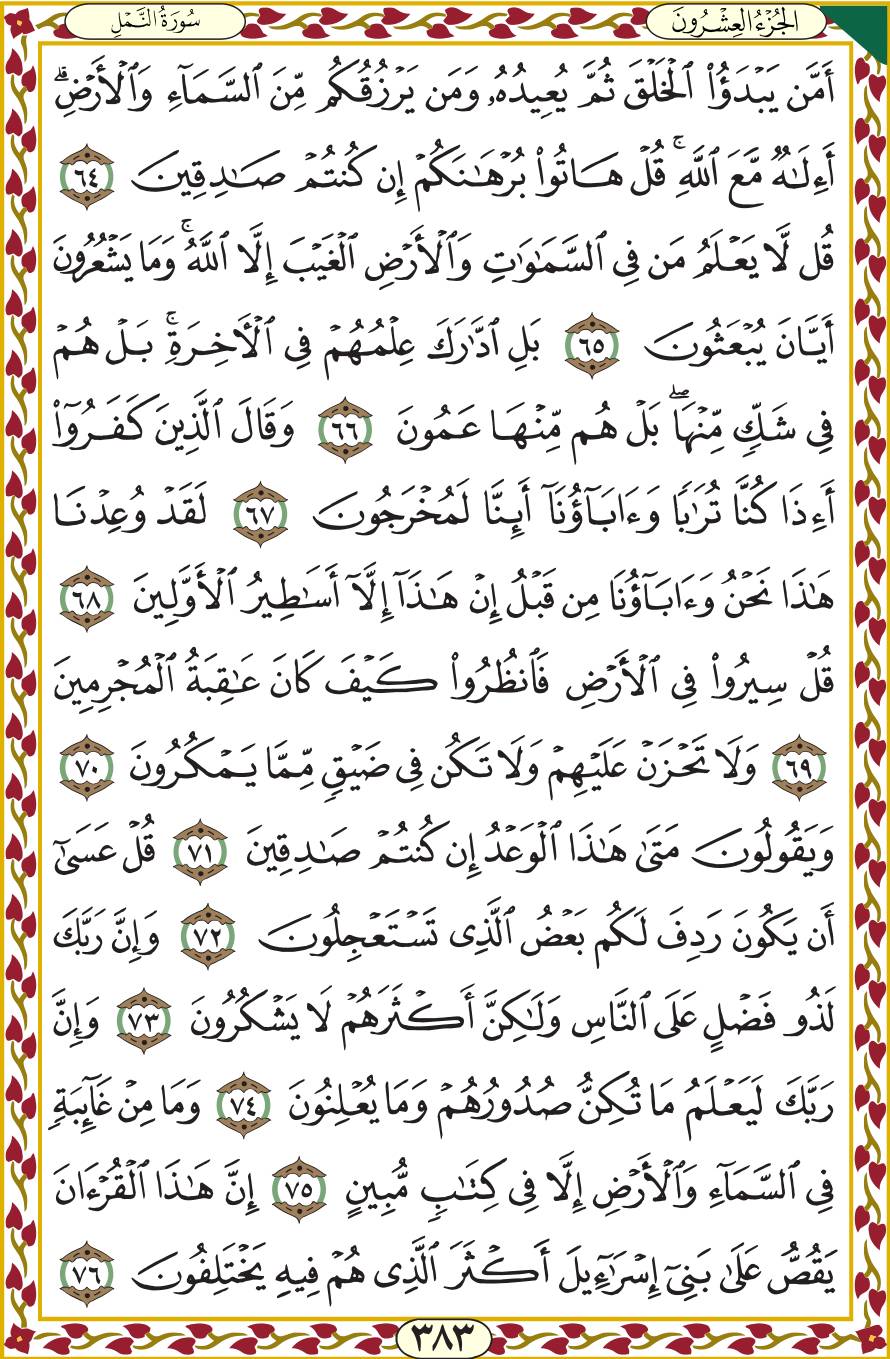 الجُزْءُ العِشْرُونَ
سُورَةُ النَّمْلِ
أَمَّن يَبْدَؤُا۟ ٱلْخَلْقَ ثُمَّ يُعِيدُهُۥ وَمَن يَرْزُقُكُم مِّنَ ٱلسَّمَآءِ وَٱلْأَرْضِ ۗ
أَءِلَٰهٌ مَّعَ ٱللَّهِ ۚ قُلْ هَاتُوا۟ بُرْهَٰنَكُمْ إِن كُنتُمْ صَٰدِقِينَ ٦٤
قُل لَّا يَعْلَمُ مَن فِى ٱلسَّمَٰوَٰتِ وَٱلْأَرْضِ ٱلْغَيْبَ إِلَّا ٱللَّهُ ۚ وَمَا يَشْعُرُونَ
أَيَّانَ يُبْعَثُونَ ٦٥ بَلِ ٱدَّٰرَكَ عِلْمُهُمْ فِى ٱلْأَخِرَةِ ۚ بَلْ هُمْ
فِى شَكٍّ مِّنْهَا ۖ بَلْ هُم مِّنْهَا عَمُونَ ٦٦ وَقَالَ ٱلَّذِينَ كَفَرُوٓا۟
أَءِذَا كُنَّا تُرَٰبًا وَءَابَآؤُنَآ أَئِنَّا لَمُخْرَجُونَ ٦٧ لَقَدْ وُعِدْنَا
هَٰذَا نَحْنُ وَءَابَآؤُنَا مِن قَبْلُ إِنْ هَٰذَآ إِلَّآ أَسَٰطِيرُ ٱلْأَوَّلِينَ ٦٨
قُلْ سِيرُوا۟ فِى ٱلْأَرْضِ فَٱنظُرُوا۟ كَيْفَ كَانَ عَٰقِبَةُ ٱلْمُجْرِمِينَ
٦٩ وَلَا تَحْزَنْ عَلَيْهِمْ وَلَا تَكُن فِى ضَيْقٍ مِّمَّا يَمْكُرُونَ ٧٠
وَيَقُولُونَ مَتَىٰ هَٰذَا ٱلْوَعْدُ إِن كُنتُمْ صَٰدِقِينَ ٧١ قُلْ عَسَىٰٓ
أَن يَكُونَ رَدِفَ لَكُم بَعْضُ ٱلَّذِى تَسْتَعْجِلُونَ ٧٢ وَإِنَّ رَبَّكَ
لَذُو فَضْلٍ عَلَى ٱلنَّاسِ وَلَٰكِنَّ أَكْثَرَهُمْ لَا يَشْكُرُونَ ٧٣ وَإِنَّ
رَبَّكَ لَيَعْلَمُ مَا تُكِنُّ صُدُورُهُمْ وَمَا يُعْلِنُونَ ٧٤ وَمَا مِنْ غَآئِبَةٍ
فِى ٱلسَّمَآءِ وَٱلْأَرْضِ إِلَّا فِى كِتَٰبٍ مُّبِينٍ ٧٥ إِنَّ هَٰذَا ٱلْقُرْءَانَ
يَقُصُّ عَلَىٰ بَنِىٓ إِسْرَٰٓءِيلَ أَكْثَرَ ٱلَّذِى هُمْ فِيهِ يَخْتَلِفُونَ ٧٦
٣٨٣